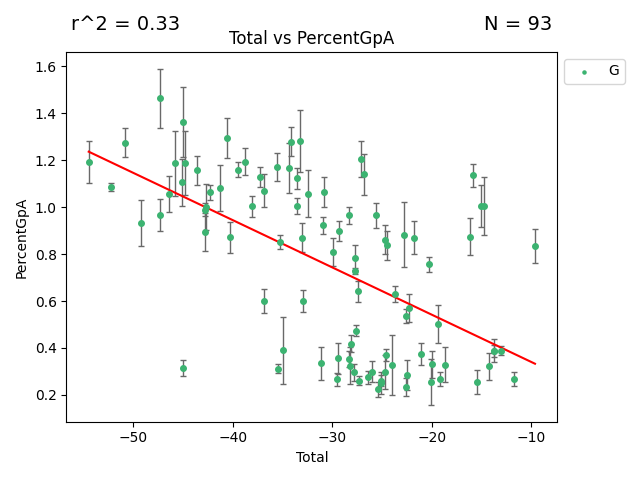 r^2 = 0.33
N = 93
Total vs PercentGpA
G
PercentGpA
1.6
1.4
1.2
1.0
0.8
0.6
0.4
0.2
−50 −40 −30 −20 −10
Total